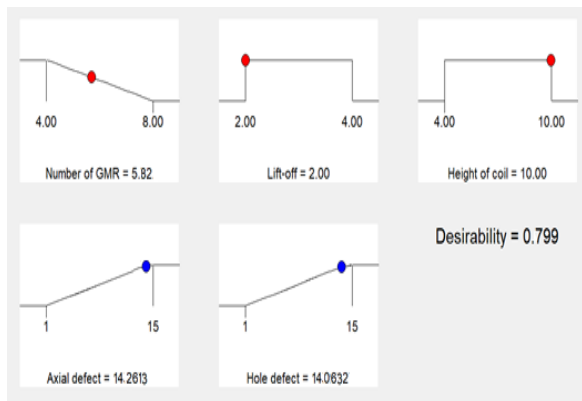 4.00 8.00
Number of GMR = 5.82
2.00 4.00
Lift-off = 2.00
4.00 10.00
Height of coil = 10.00
1 15
Axial defect = 14.2613
1 15
Hole defect = 14.0632
Desirability = 0.799